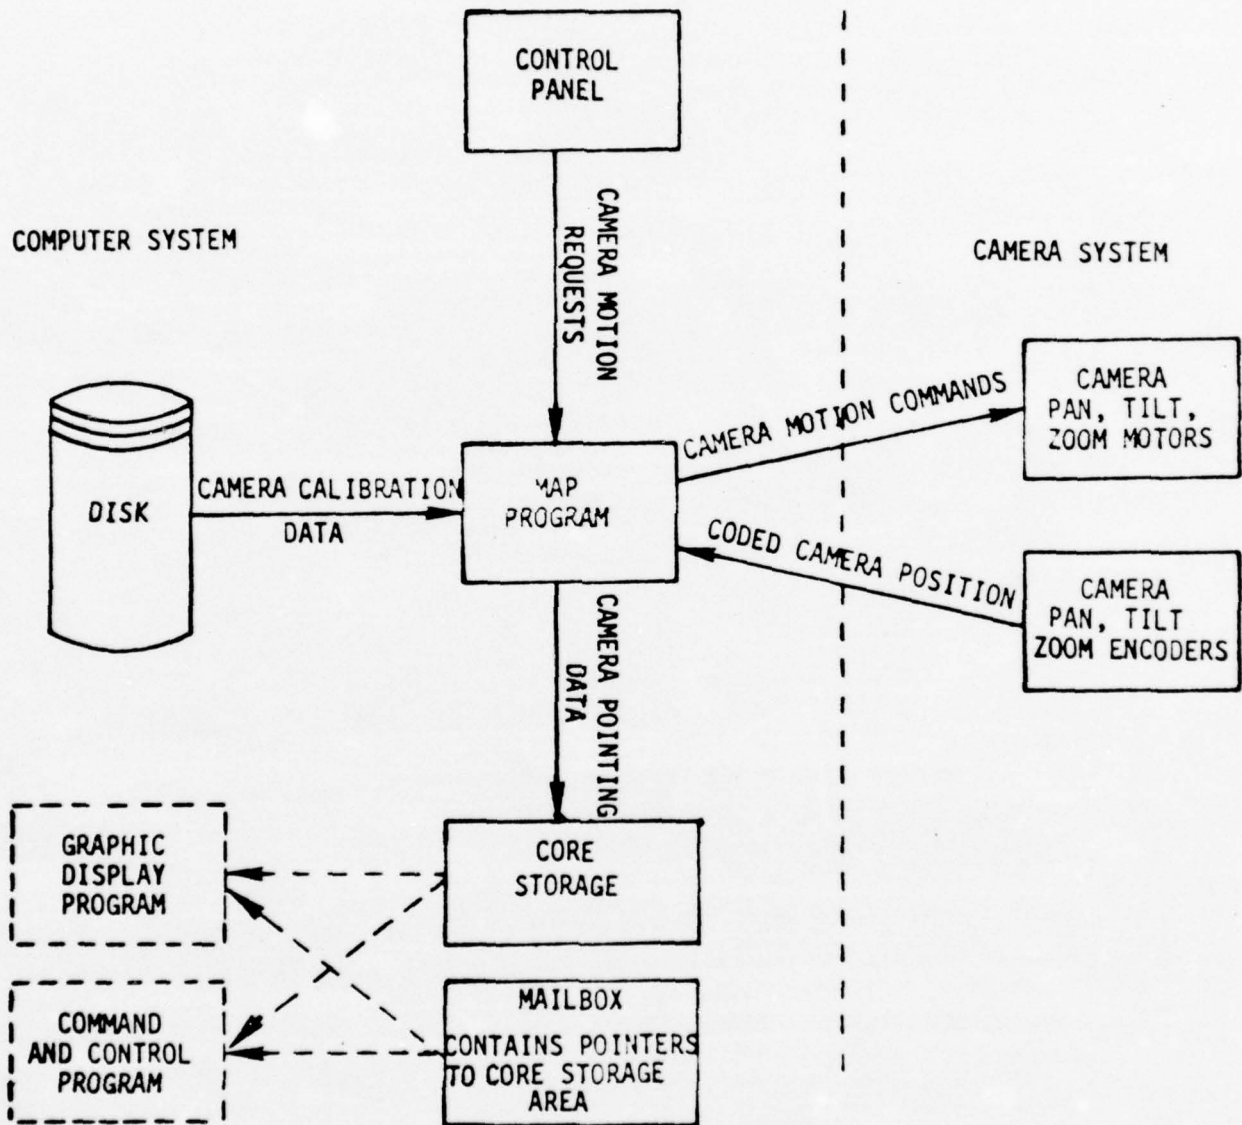 CONTROL
PANEL
CAMERA MOTION
REQUESTS
COMPUTER SYSTEM
CAMERA SYSTEM
CAMERA
PAN, TILT,
ZOOM MOTORS
CAMERA MOTION COMMANDS
DISK
CAMERA CALIBRATION
DATA
MAP
PROGRAM
CODED CAMERA POSITION
CAMERA
PAN, TILT
ZOOM ENCODERS
CAMERA POINTING
DATA
GRAPHIC
DISPLAY
PROGRAM
CORE
STORAGE
COMMAND
AND CONTROL
PROGRAM
MAILBOX
CONTAINS POINTERS
TO CORE STORAGE
AREA